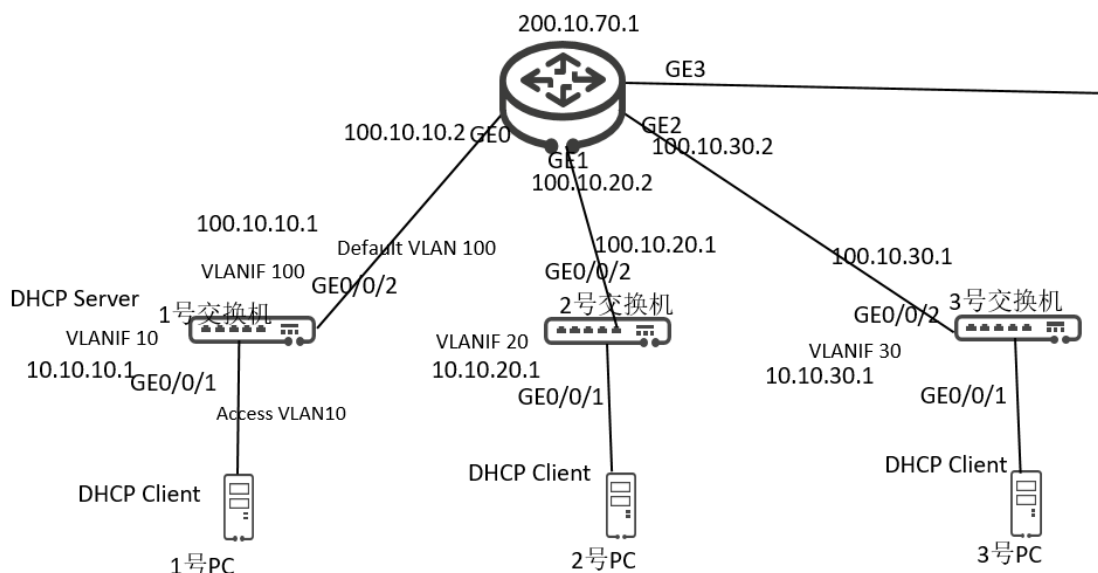 200.10.70.1
GE3
GE2
100.10.10.2
GE0
100.10.30.2
GE1
100.10.20.2
100.10.10.1
Default VLAN 100
100.10.20.1
100.10.30.1
VLANIF 100
GE0/0/2
GE0/0/2
DHCP Server
1号交换机
2号交换机
3号交换机
GE0/0/2
VLANIF 10
VLANIF 20
VLANIF 30
10.10.10.1
GE0/0/1
10.10.20.1
10.10.30.1
Access VLAN10
GE0/0/1
GE0/0/1
DHCP Client
DHCP Client
DHCP Client
1号PC
2号PC
3号PC